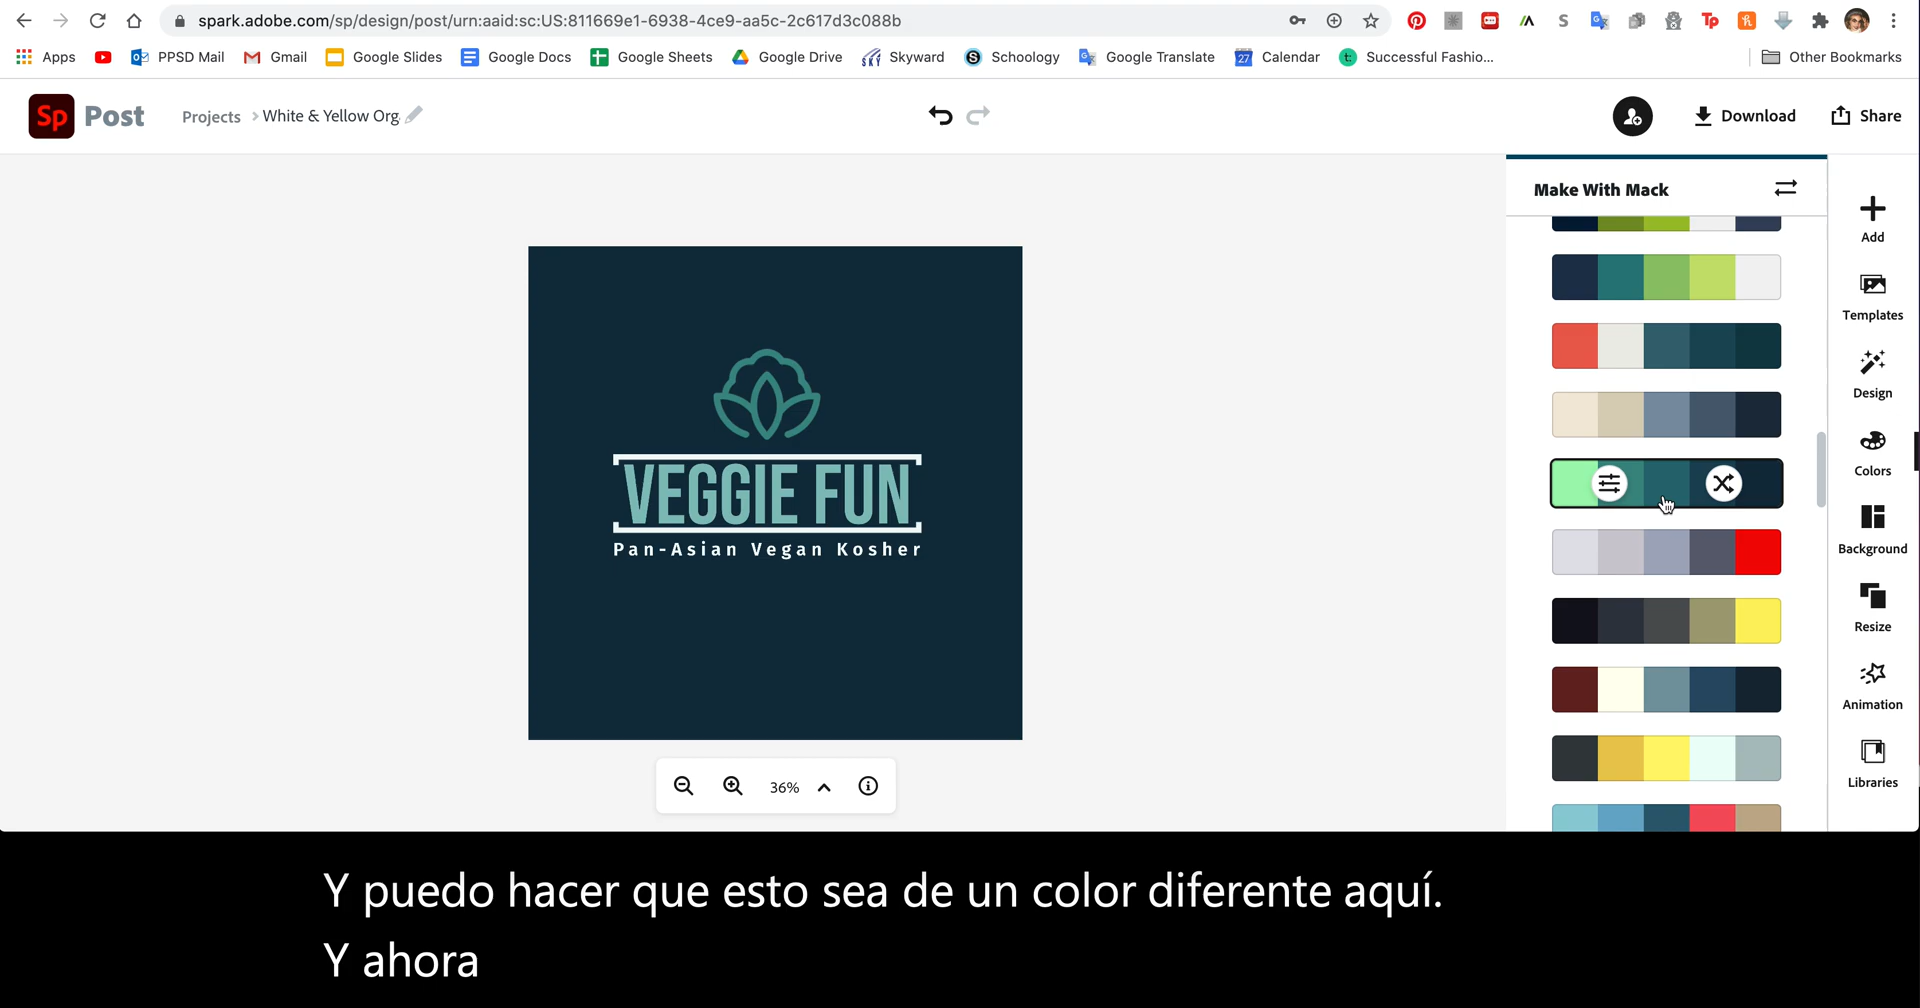 spark.adobe.com/sp/design/post/urn:aaid:sc:US:811669e1-6938-4ce9-aa5c-2c617d3c088b
Apps PPSD Mail Gmail Google Slides Google Docs Google Sheets Google Drive Skyward Schoology Google Translate 27 Calendar Successful Fashio... Other Bookmarks
Sp Post Projects > White & Yellow Org Download Share
Make With Mack
Add
Templates
Design
Colors
Background
Resize
Animation
Libraries
VEGGIE FUN
Pan-Asian Vegan Kosher
36%
Y puedo hacer que esto sea de un color diferente aquí.
Y ahora